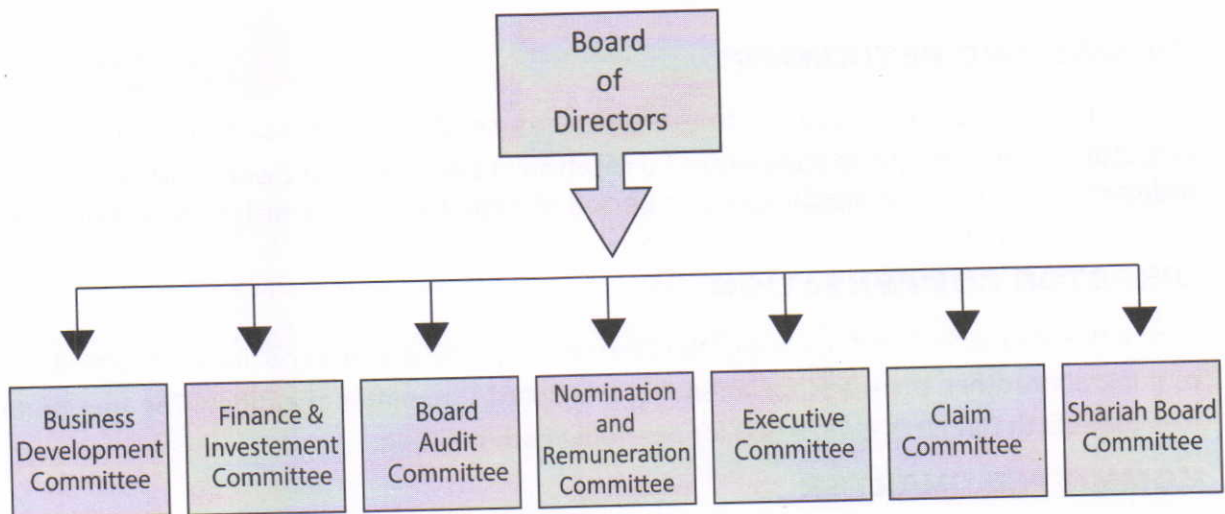 Board
of
Directors
Business
Development
Committee
Finance &
Investement
Committee
Board
Audit
Committee
Nomination
and
Remuneration
Committee
Executive
Committee
Claim
Committee
Shariah Board
Committee